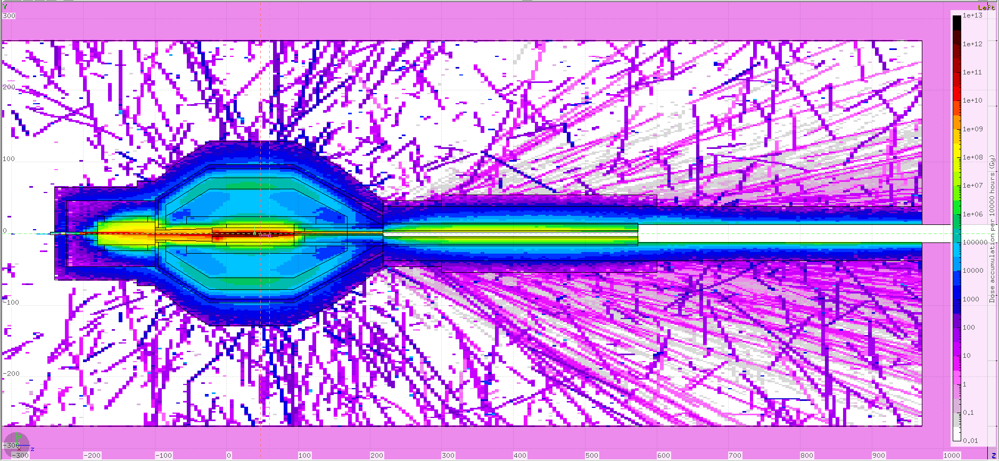 Y
Left
300
200
100
0
-100
-200
-300
1e+13
1e+12
1e+11
1e+10
1e+09
1e+08
1e+07
1e+06
100000
10000
1000
100
10
1
0.1
0.01
Dose accumulation per 10000 hours (Gy)
x
z
-300
-200
-100
0
100
200
300
400
500
600
700
800
900
1000
Z